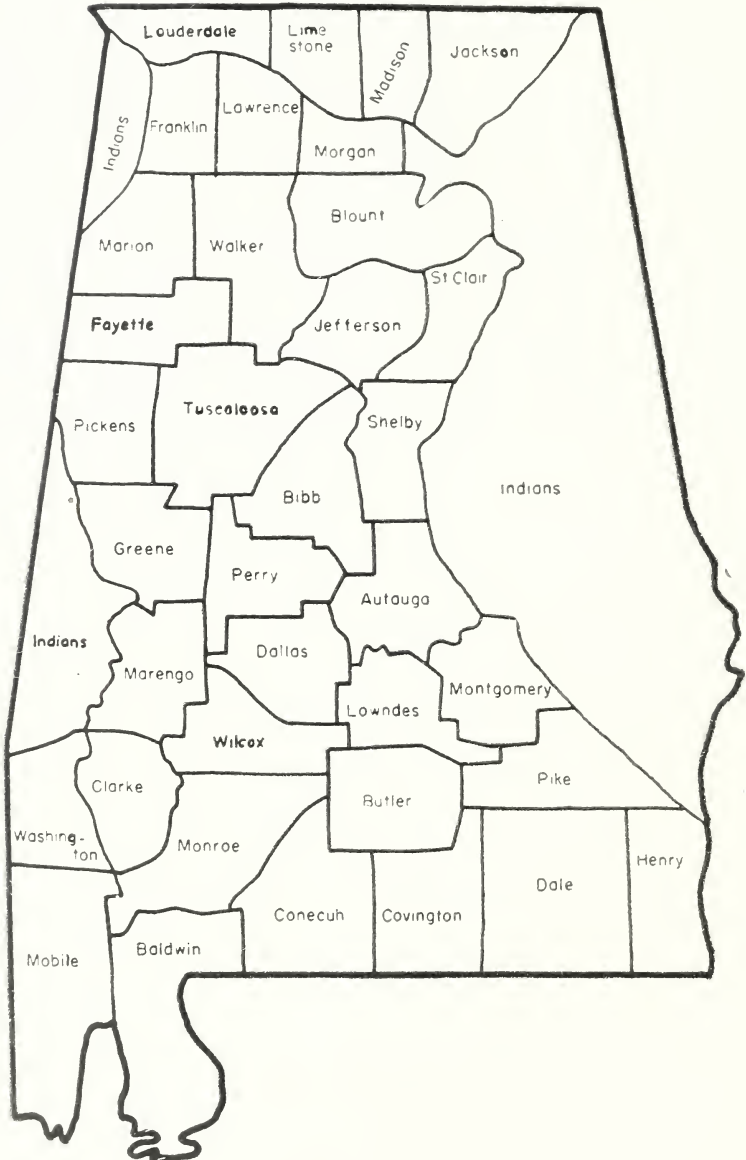 Louderdale
Lime
stone
Madison
Jackson
Indians
Franklin
Lawrence
Morgan
Marion
Walker
Blount
St Clair
Fayette
Jefferson
Pickens
Tuscaloosa
Shelby
Bibb
Indians
Greene
Perry
Autauga
Indians
Marengo
Dallas
Lowndes
Montgomery
Wilcox
Clarke
Butler
Pike
Washing-
ton
Monroe
Conecuh
Covington
Dale
Henry
Mobile
Baldwin